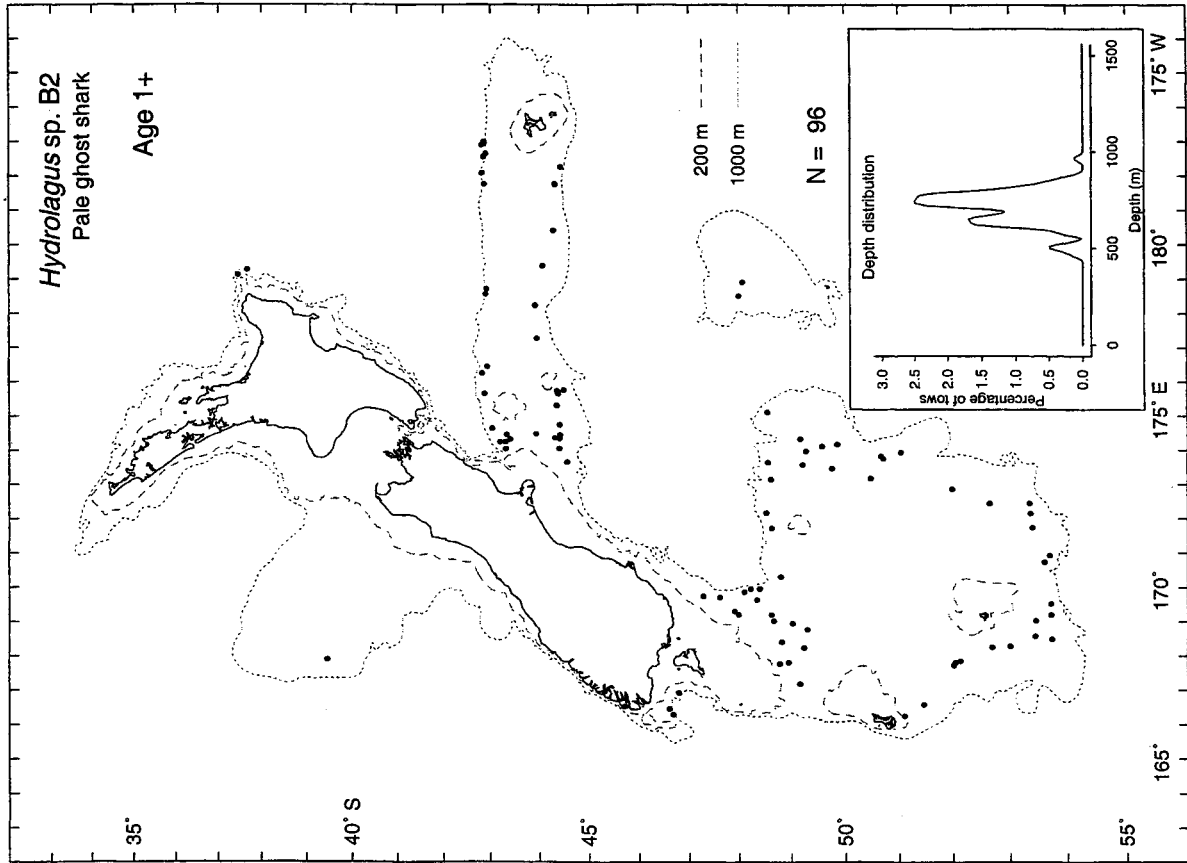 Hydrolagus sp. B2
Pale ghost shark
Age 1+
35°
40° S
45°
50°
55°
165°
170°
175° E
180°
175° W
200 m
1000 m
N = 96
Depth distribution
Percentage of tows
3.0
2.5
2.0
1.5
1.0
0.5
0.0
0
500
1000
1500
Depth (m)